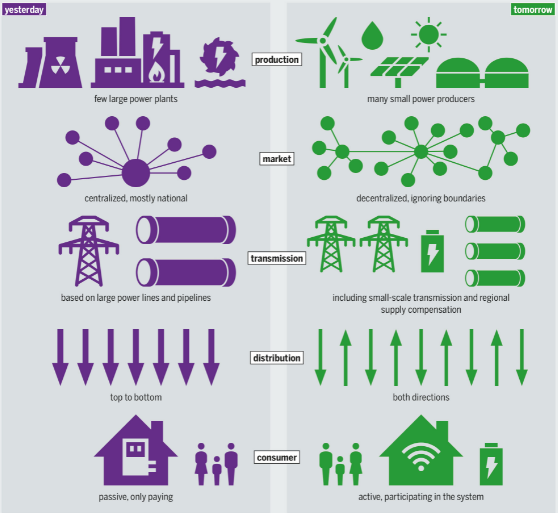 yesterday
tomorrow
production
few large power plants
many small power producers
market
centralized, mostly national
decentralized, ignoring boundaries
transmission
based on large power lines and pipelines
including small-scale transmission and regional
supply compensation
distribution
top to bottom
both directions
consumer
passive, only paying
active, participating in the system